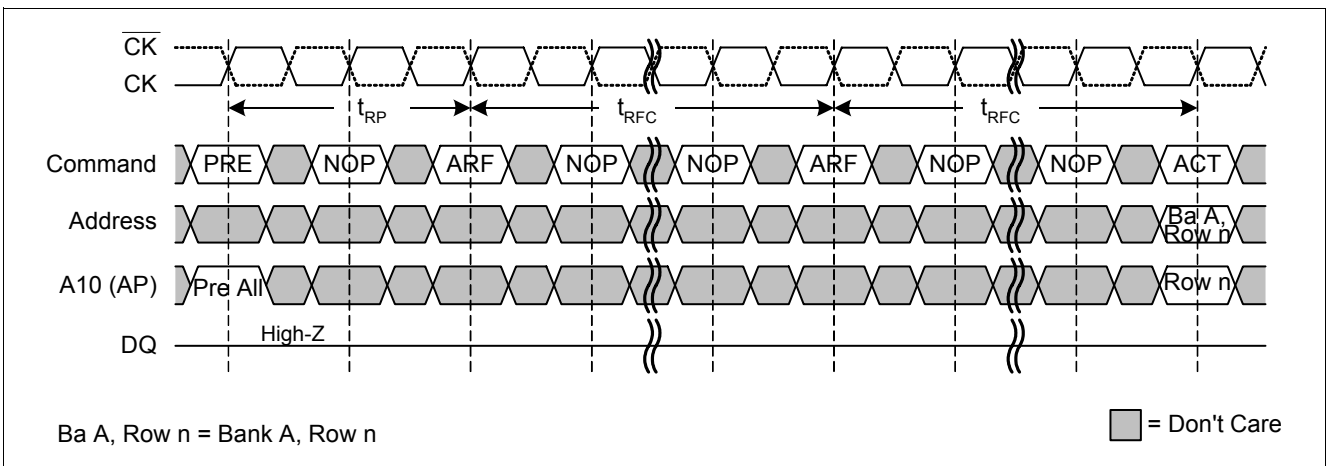 CK
CK
tRP tRFC tRFC
Command PRE NOP ARF NOP NOP ARF NOP NOP ACT
Address Ba A, Row n
A10 (AP) Pre All Row n
DQ High-Z
Ba A, Row n = Bank A, Row n
= Don't Care